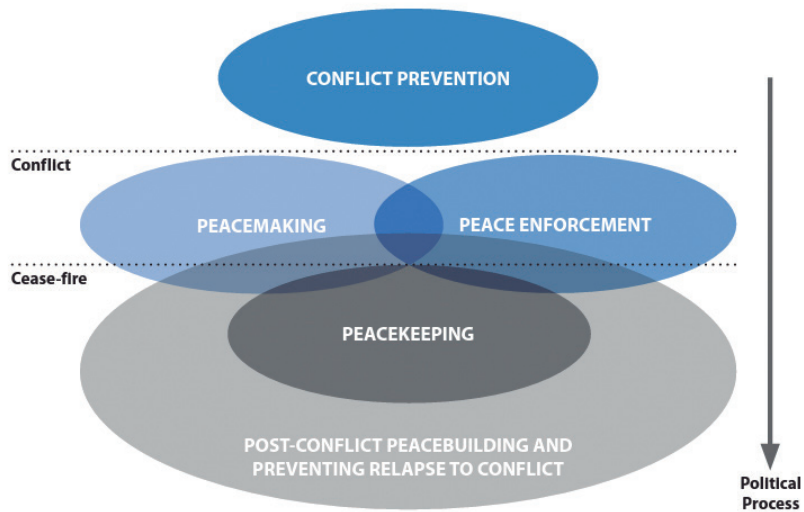 CONFLICT PREVENTION
Conflict
PEACEMAKING
PEACE ENFORCEMENT
Cease-fire
PEACEKEEPING
POST-CONFLICT PEACEBUILDING AND
PREVENTING RELAPSE TO CONFLICT
Political
Process